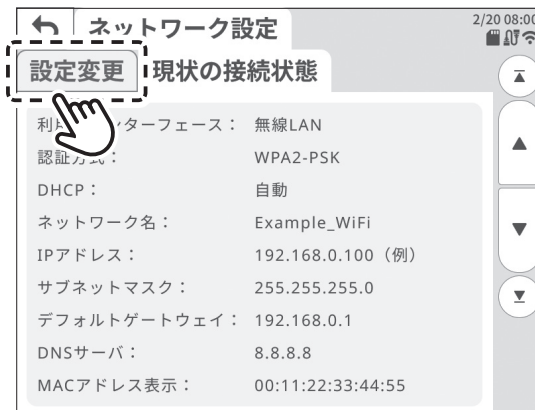 ネットワーク設定
2/20 08:00
設定変更 現状の接続状態
利 ターフェース： 無線LAN
認証方式： WPA2-PSK
DHCP： 自動
ネットワーク名： Example_WiFi
IPアドレス： 192.168.0.100（例）
サブネットマスク： 255.255.255.0
デフォルトゲートウェイ： 192.168.0.1
DNSサーバ： 8.8.8.8
MACアドレス表示： 00:11:22:33:44:55